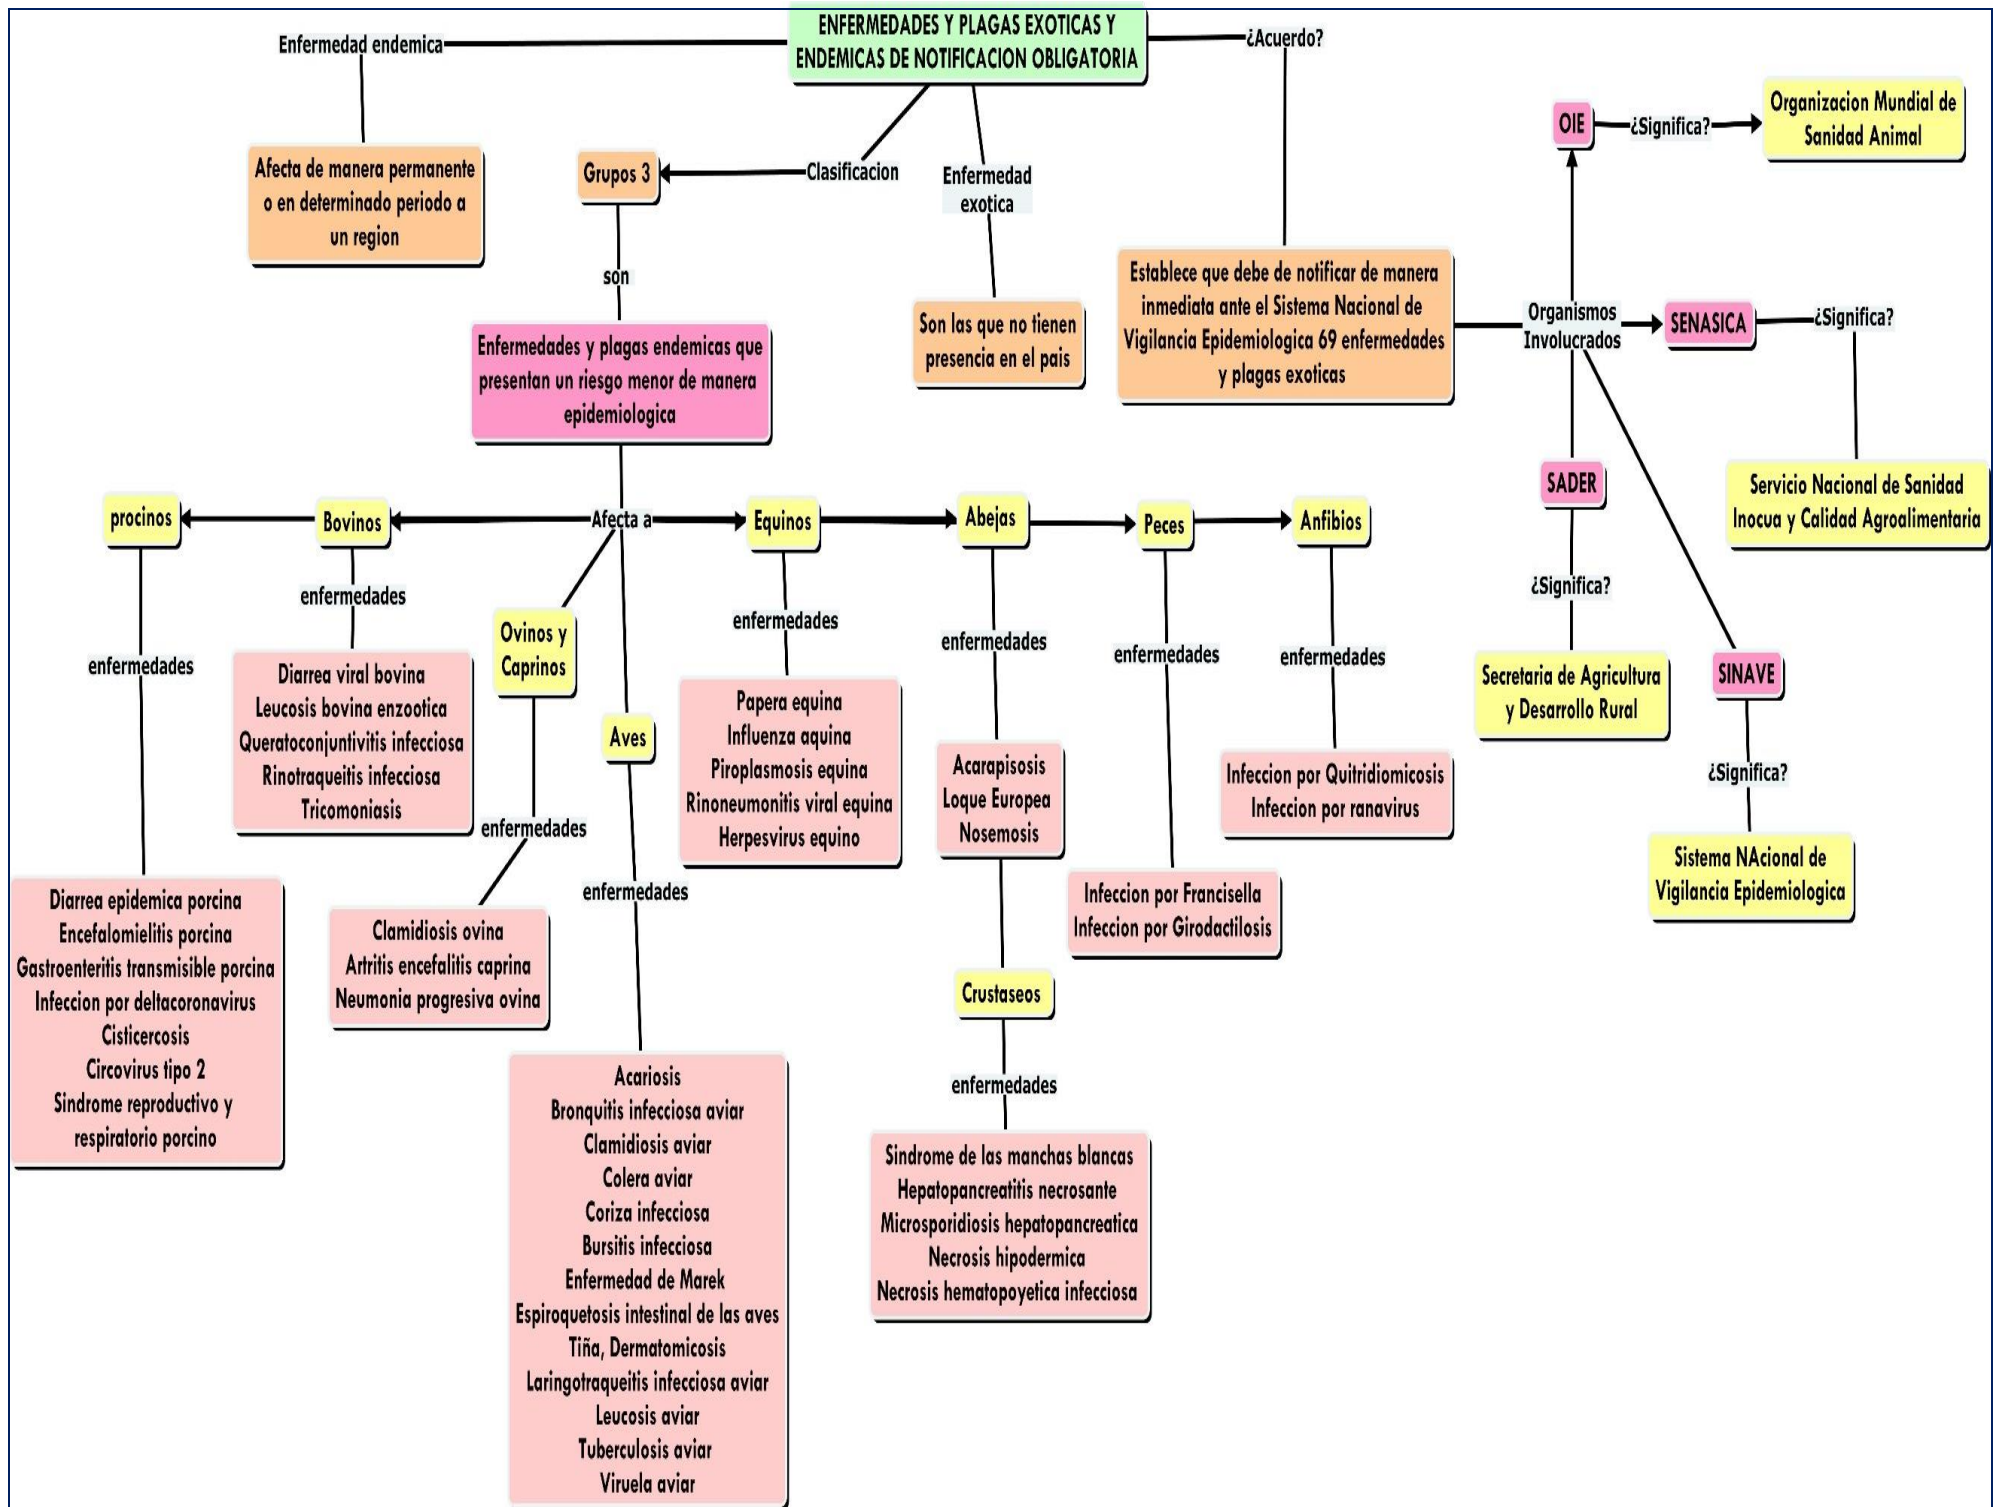 ENFERMEDADES Y PLAGAS EXOTICAS Y
ENDEMICAS DE NOTIFICACION OBLIGATORIA
Enfermedad endemica
Afecta de manera permanente
o en determinado periodo a
un region
Clasificacion
Grupos 3
son
Enfermedades y plagas endemicas que
presentan un riesgo menor de manera
epidemiologica
Enfermedad
exotica
Son las que no tienen
presencia en el pais
¿Acuerdo?
Establece que debe de notificar de manera
inmediata ante el Sistema Nacional de
Vigilancia Epidemiologica 69 enfermedades
y plagas exoticas
Organismos
Involucrados
OIE
¿Significa?
Organizacion Mundial de
Sanidad Animal
SENASICA
¿Significa?
Servicio Nacional de Sanidad
Inocua y Calidad Agroalimentaria
SADER
¿Significa?
Secretaria de Agricultura
y Desarrollo Rural
SINAVE
¿Significa?
Sistema NAcional de
Vigilancia Epidemiologica
Afecta a
procinos
enfermedades
Diarrea epidemica porcina
Encefalomielitis porcina
Gastroenteritis transmisible porcina
Infeccion por deltacoronavirus
Cisticercosis
Circovirus tipo 2
Sindrome reproductivo y
respiratorio porcino
Bovinos
enfermedades
Diarrea viral bovina
Leucosis bovina enzootica
Queratoconjuntivitis infecciosa
Rinotraqueitis infecciosa
Tricomoniasis
Ovinos y
Caprinos
enfermedades
Clamidiosis ovina
Artritis encefalitis caprina
Neumonia progresiva ovina
Aves
enfermedades
Acariosis
Bronquitis infecciosa aviar
Clamidiosis aviar
Colera aviar
Coriza infecciosa
Bursitis infecciosa
Enfermedad de Marek
Espiroquetosis intestinal de las aves
Tiña, Dermatomicosis
Laringotraqueitis infecciosa aviar
Leucosis aviar
Tuberculosis aviar
Viruela aviar
Equinos
enfermedades
Papera equina
Influenza aquina
Piroplasmosis equina
Rinoneumonitis viral equina
Herpesvirus equino
Abejas
enfermedades
Acarapisosis
Loque Europea
Nosemosis
Crustaseos
enfermedades
Sindrome de las manchas blancas
Hepatopancreatitis necrosante
Microsporidiosis hepatopancreatica
Necrosis hipodermica
Necrosis hematopoyetica infecciosa
Peces
enfermedades
Infeccion por Francisella
Infeccion por Girodactilosis
Anfibios
enfermedades
Infeccion por Quitridiomicosis
Infeccion por ranavirus